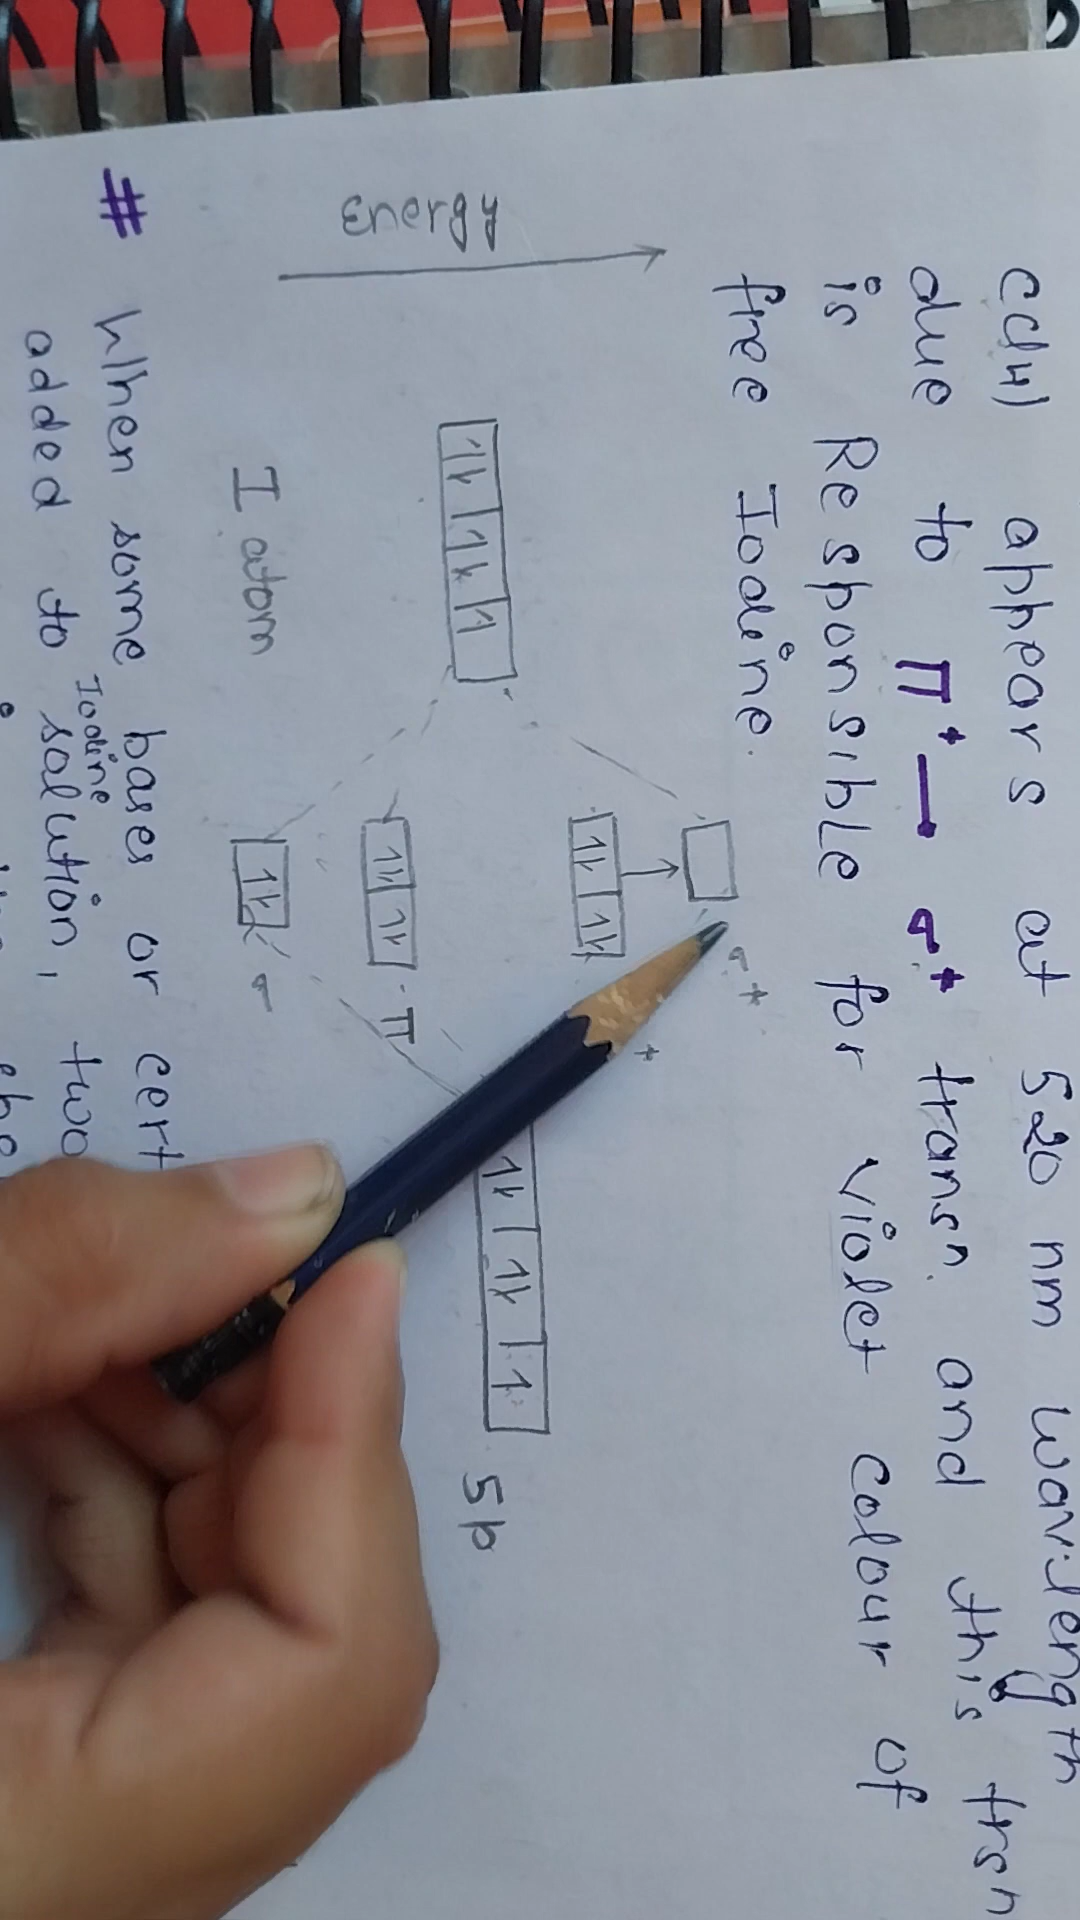 CCl4) appears at 520 nm wavelength
due to π* → σ* transn. and this trsn
is Responsible for violet colour of
free Iodine.
Energy
σ*
*
π
σ
5p
I atom
# When some bases or cert
added to Iodine solution, two